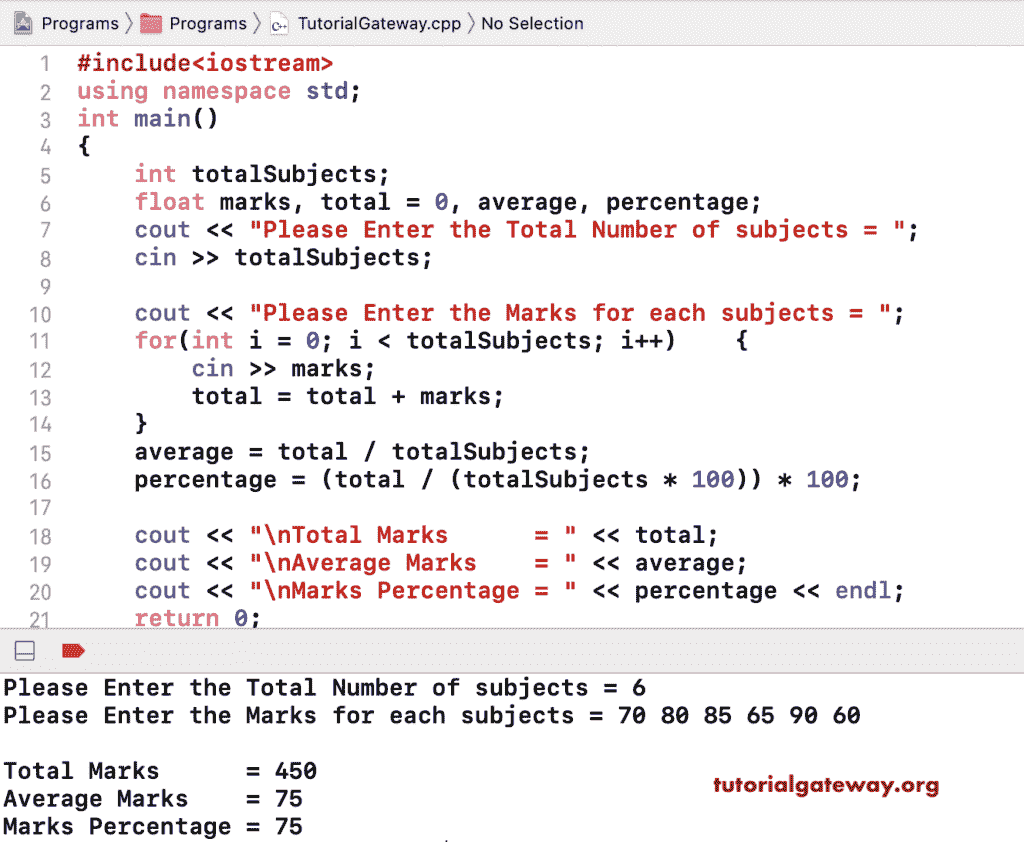 Programs 〉 Programs 〉 TutorialGateway.cpp 〉 No Selection
1 #include<iostream>
2 using namespace std;
3 int main()
4 {
5     int totalSubjects;
6     float marks, total = 0, average, percentage;
7     cout << "Please Enter the Total Number of subjects = ";
8     cin >> totalSubjects;
9
10     cout << "Please Enter the Marks for each subjects = ";
11     for(int i = 0; i < totalSubjects; i++)    {
12         cin >> marks;
13         total = total + marks;
14     }
15     average = total / totalSubjects;
16     percentage = (total / (totalSubjects * 100)) * 100;
17
18     cout << "\nTotal Marks      = " << total;
19     cout << "\nAverage Marks    = " << average;
20     cout << "\nMarks Percentage = " << percentage << endl;
21     return 0;
Please Enter the Total Number of subjects = 6
Please Enter the Marks for each subjects = 70 80 85 65 90 60
Total Marks      = 450
tutorialgateway.org
Average Marks    = 75
Marks Percentage = 75